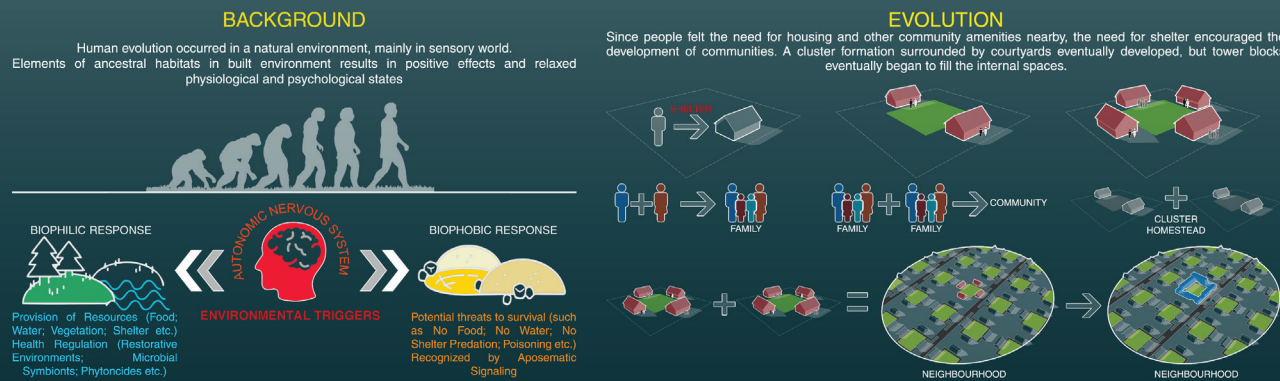 BACKGROUND
Human evolution occurred in a natural environment, mainly in sensory world.
Elements of ancestral habitats in built environment results in positive effects and relaxed
physiological and psychological states
BIOPHILIC RESPONSE
AUTONOMIC NERVOUS SYSTEM
BIOPHOBIC RESPONSE
ENVIRONMENTAL TRIGGERS
Provision of Resources (Food;
Water; Vegetation; Shelter etc.)
Health Regulation (Restorative
Environments; Microbial
Symbionts; Phytoncides etc.)
Potential threats to survival (such
as No Food; No Water; No
Shelter Predation; Poisoning etc.)
Recognized by Aposematic
Signaling
EVOLUTION
Since people felt the need for housing and other community amenities nearby, the need for shelter encouraged the
development of communities. A cluster formation surrounded by courtyards eventually developed, but tower blocks
eventually began to fill the internal spaces.
SHELTER
FAMILY
FAMILY
FAMILY
COMMUNITY
CLUSTER
HOMESTEAD
NEIGHBOURHOOD
NEIGHBOURHOOD